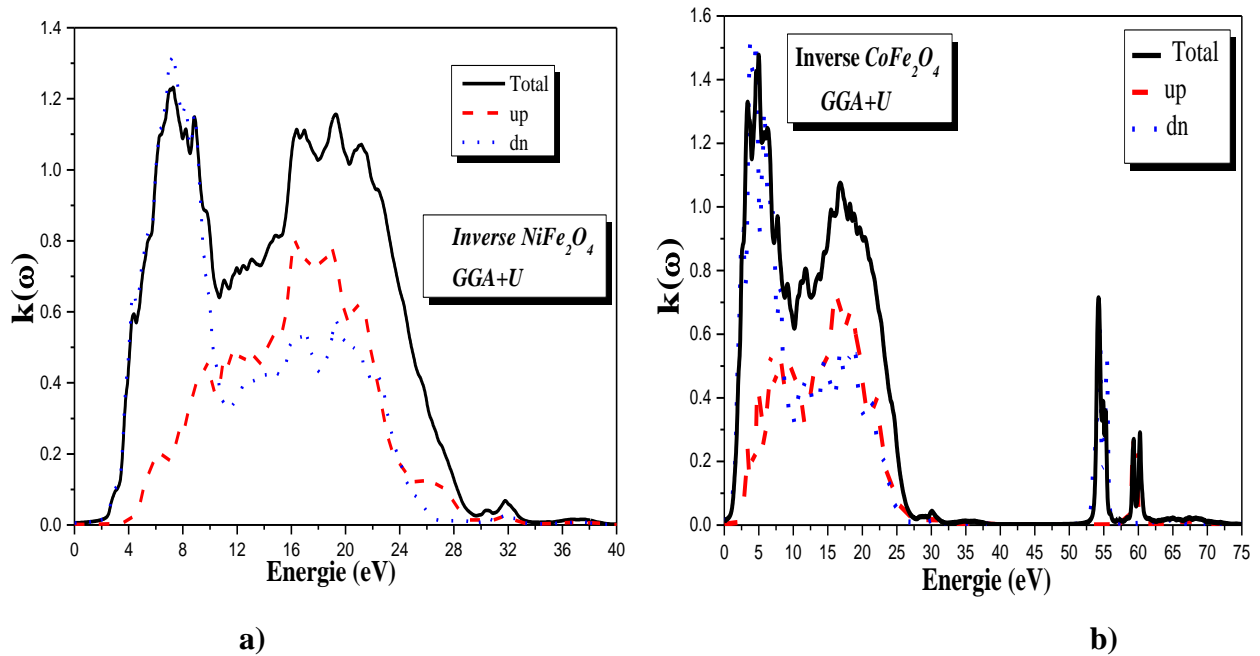 1.4
1.2
1.0
0.8
0.6
0.4
0.2
0.0
k(ω)
0 4 8 12 16 20 24 28 32 36 40
Energie (eV)
Total
up
dn
Inverse NiFe₂O₄
GGA+U
a)
1.6
1.4
1.2
1.0
0.8
0.6
0.4
0.2
0.0
k(ω)
0 5 10 15 20 25 30 35 40 45 50 55 60 65 70 75
Energie (eV)
Inverse CoFe₂O₄
GGA+U
Total
up
dn
b)